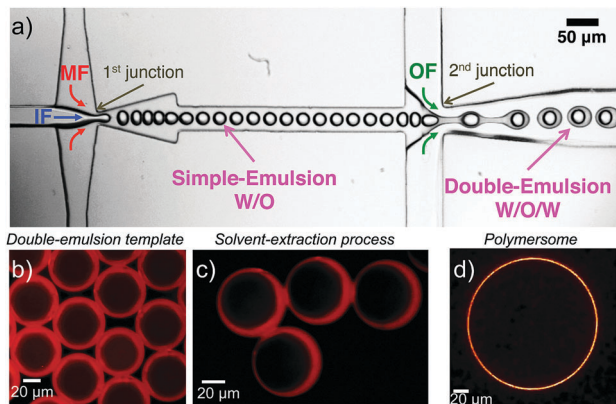 a)
50 µm
MF
1st junction
OF
2nd junction
IF
Simple-Emulsion
W/O
Double-Emulsion
W/O/W
Double-emulsion template
Solvent-extraction process
Polymersome
b)
c)
d)
20 µm
20 µm
20 µm